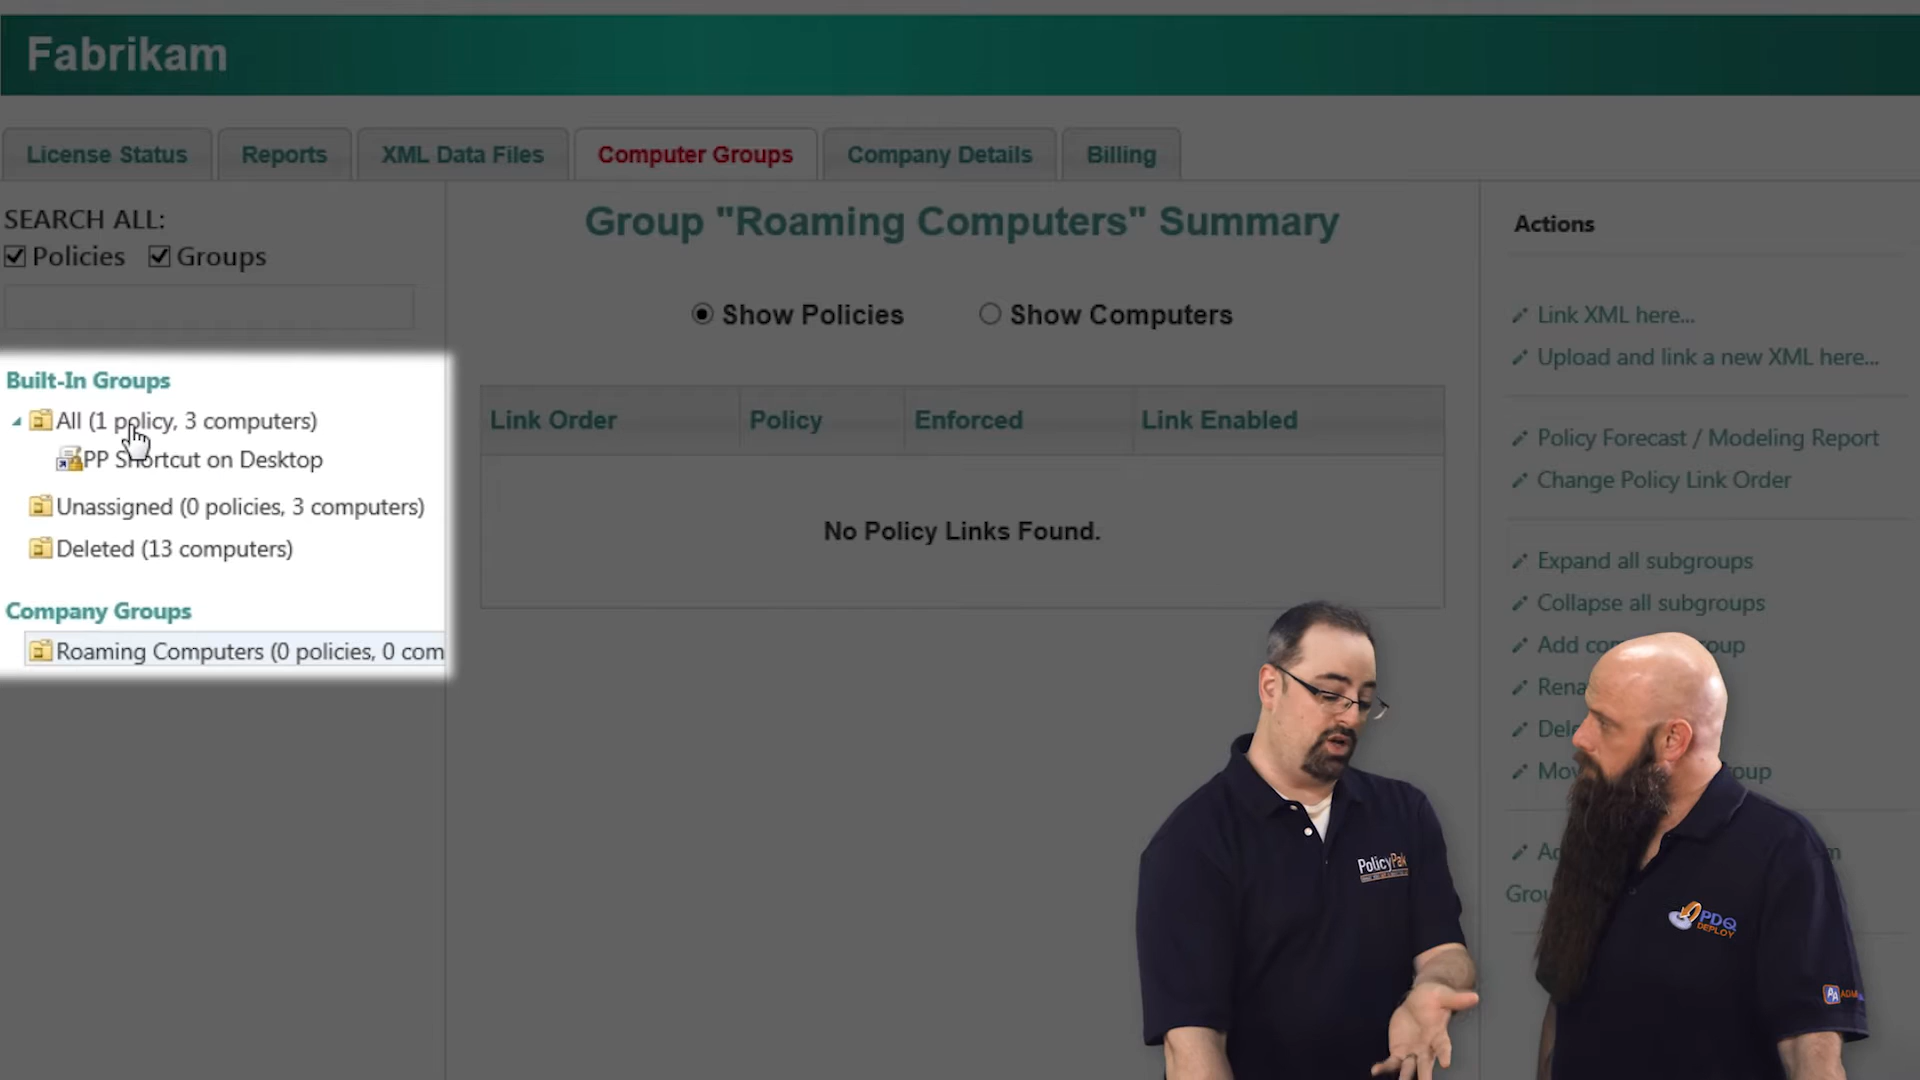 Fabrikam
License Status
Reports
XML Data Files
Computer Groups
Company Details
Billing
SEARCH ALL:
Policies
Groups
Built-In Groups
All (1 policy, 3 computers)
PP Shortcut on Desktop
Unassigned (0 policies, 3 computers)
Deleted (13 computers)
Company Groups
Roaming Computers (0 policies, 0 com
Group "Roaming Computers" Summary
Show Policies
Show Computers
Link Order
Policy
Enforced
Link Enabled
No Policy Links Found.
Actions
Link XML here...
Upload and link a new XML here...
Policy Forecast / Modeling Report
Change Policy Link Order
Expand all subgroups
Collapse all subgroups
Add
PolicyPak
PDQ
DEPLOY